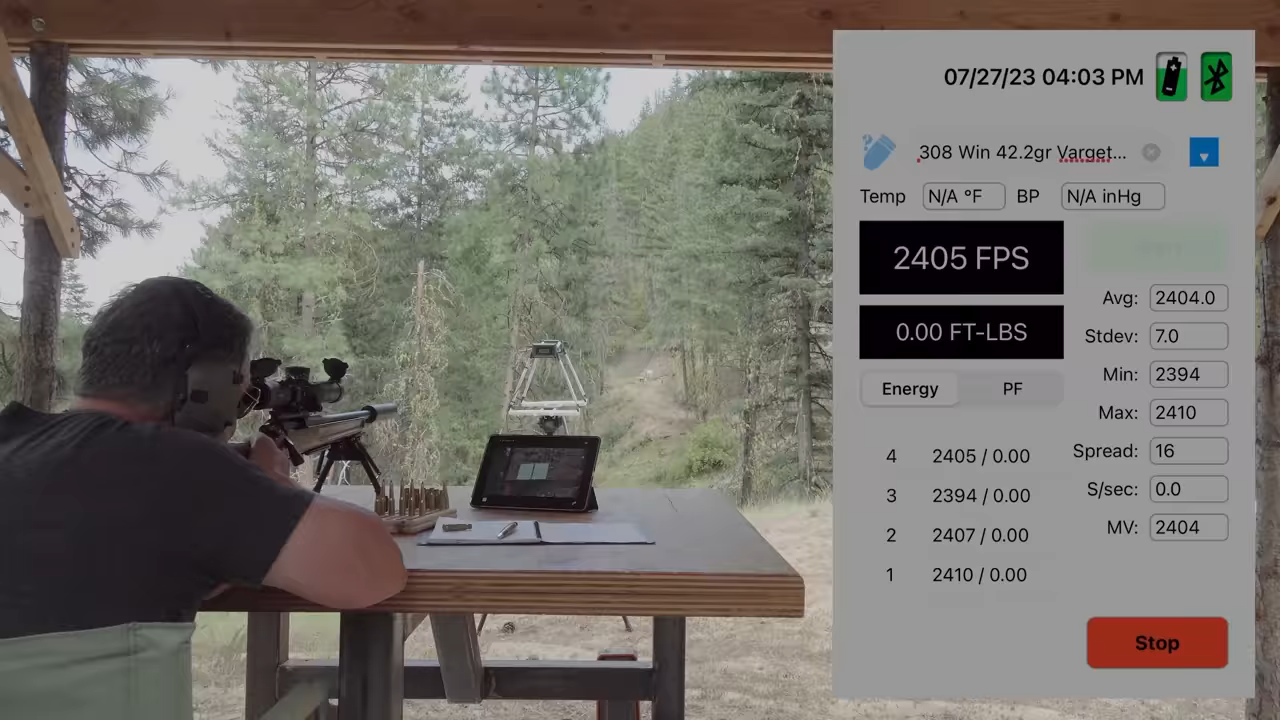 07/27/23 04:03 PM
.308 Win 42.2gr Varget...
Temp N/A °F BP N/A inHg
2405 FPS
0.00 FT-LBS
Energy PF
Avg: 2404.0
Stdev: 7.0
Min: 2394
Max: 2410
Spread: 16
S/sec: 0.0
MV: 2404
4 2405 / 0.00
3 2394 / 0.00
2 2407 / 0.00
1 2410 / 0.00
Stop